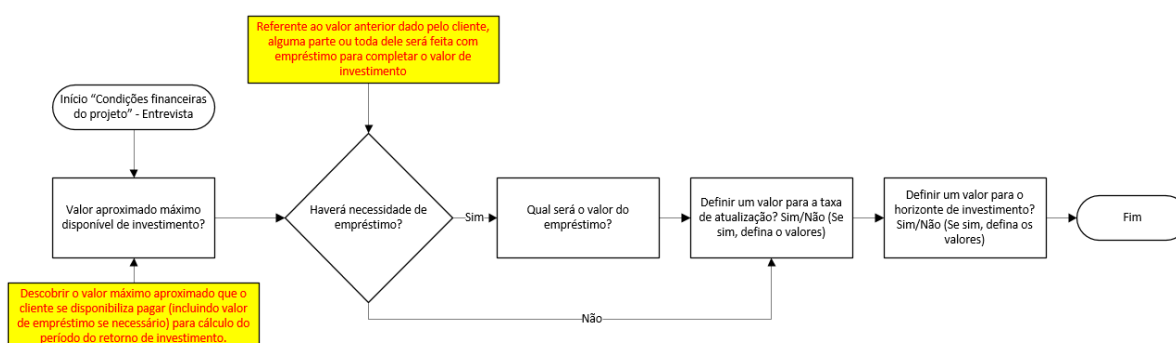 Referente ao valor anterior dado pelo cliente,
alguma parte ou toda dele será feita com
empréstimo para completar o valor de
investimento
Início “Condições financeiras
do projeto” - Entrevista
Valor aproximado máximo
disponível de investimento?
Haverá necessidade de
empréstimo?
Sim
Qual será o valor do
empréstimo?
Definir um valor para a taxa
de atualização? Sim/Não (Se
sim, defina o valores)
Definir um valor para o
horizonte de investimento?
Sim/Não (Se sim, defina os
valores)
Fim
Não
Descobrir o valor máximo aproximado que o
cliente se disponibiliza pagar (incluindo valor
de empréstimo se necessário) para cálculo do
período do retorno de investimento.